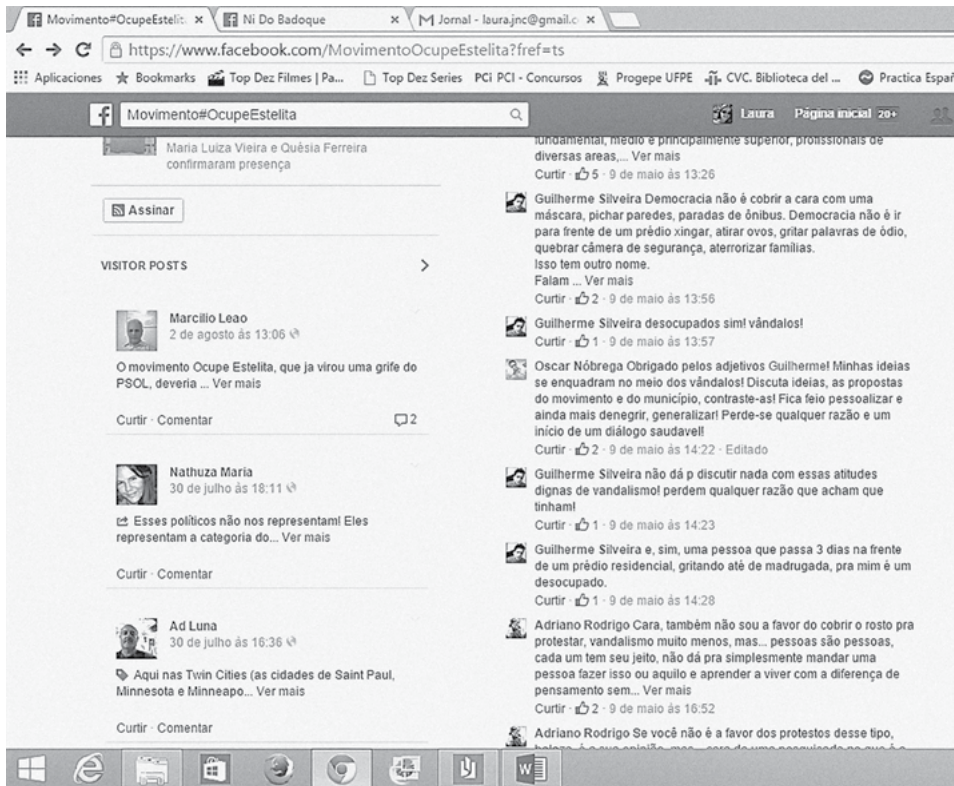 Movimento#OcupeEstelit
Ni Do Badoque
Jornal - laura.jnc@gmail.c
https://www.facebook.com/MovimentoOcupeEstelita?fref=ts
Aplicaciones
Bookmarks
Top Dez Filmes | Pa...
Top Dez Series
PCi PCI - Concursos
Progepe UFPE
CVC. Biblioteca del ...
Practica Españ
f
Movimento#OcupeEstelita
Laura
Página inicial 20+
Maria Luiza Vieira e Quêsia Ferreira
confirmaram presença
Assinar
VISITOR POSTS
Marcilio Leao
2 de agosto às 13:06
O movimento Ocupe Estelita, que ja virou uma grife do
PSOL, deveria ... Ver mais
Curtir · Comentar
2
Nathuza Maria
30 de julho às 18:11
Esses políticos não nos representam! Eles
representam a categoria do... Ver mais
Curtir · Comentar
Ad Luna
30 de julho às 16:36
Aqui nas Twin Cities (as cidades de Saint Paul,
Minnesota e Minneapo... Ver mais
Curtir · Comentar
fundamental, médio e principalmente superior, profissionais de
diversas areas,... Ver mais
Curtir · 5 · 9 de maio às 13:26
Guilherme Silveira Democracia não é cobrir a cara com uma
máscara, pichar paredes, paradas de ônibus. Democracia não é ir
para frente de um prédio xingar, atirar ovos, gritar palavras de ódio,
quebrar câmera de segurança, aterrorizar famílias.
Isso tem outro nome.
Falam ... Ver mais
Curtir · 2 · 9 de maio às 13:56
Guilherme Silveira desocupados sim! vândalos!
Curtir · 1 · 9 de maio às 13:57
Oscar Nóbrega Obrigado pelos adjetivos Guilherme! Minhas ideias
se enquadram no meio dos vândalos! Discuta ideias, as propostas
do movimento e do município, contraste-as! Fica feio pessoalizar e
ainda mais denegrir, generalizar! Perde-se qualquer razão e um
início de um diálogo saudavel!
Curtir · 2 · 9 de maio às 14:22 · Editado
Guilherme Silveira não dá p discutir nada com essas atitudes
dignas de vandalismo! perdem qualquer razão que acham que
tinham!
Curtir · 1 · 9 de maio às 14:23
Guilherme Silveira e, sim, uma pessoa que passa 3 dias na frente
de um prédio residencial, gritando até de madrugada, pra mim é um
desocupado.
Curtir · 1 · 9 de maio às 14:28
Adriano Rodrigo Cara, também não sou a favor do cobrir o rosto pra
protestar, vandalismo muito menos, mas... pessoas são pessoas,
cada um tem seu jeito, não dá pra simplesmente mandar uma
pessoa fazer isso ou aquilo e aprender a viver com a diferença de
pensamento sem... Ver mais
Curtir · 2 · 9 de maio às 16:52
Adriano Rodrigo Se você não é a favor dos protestos desse tipo,